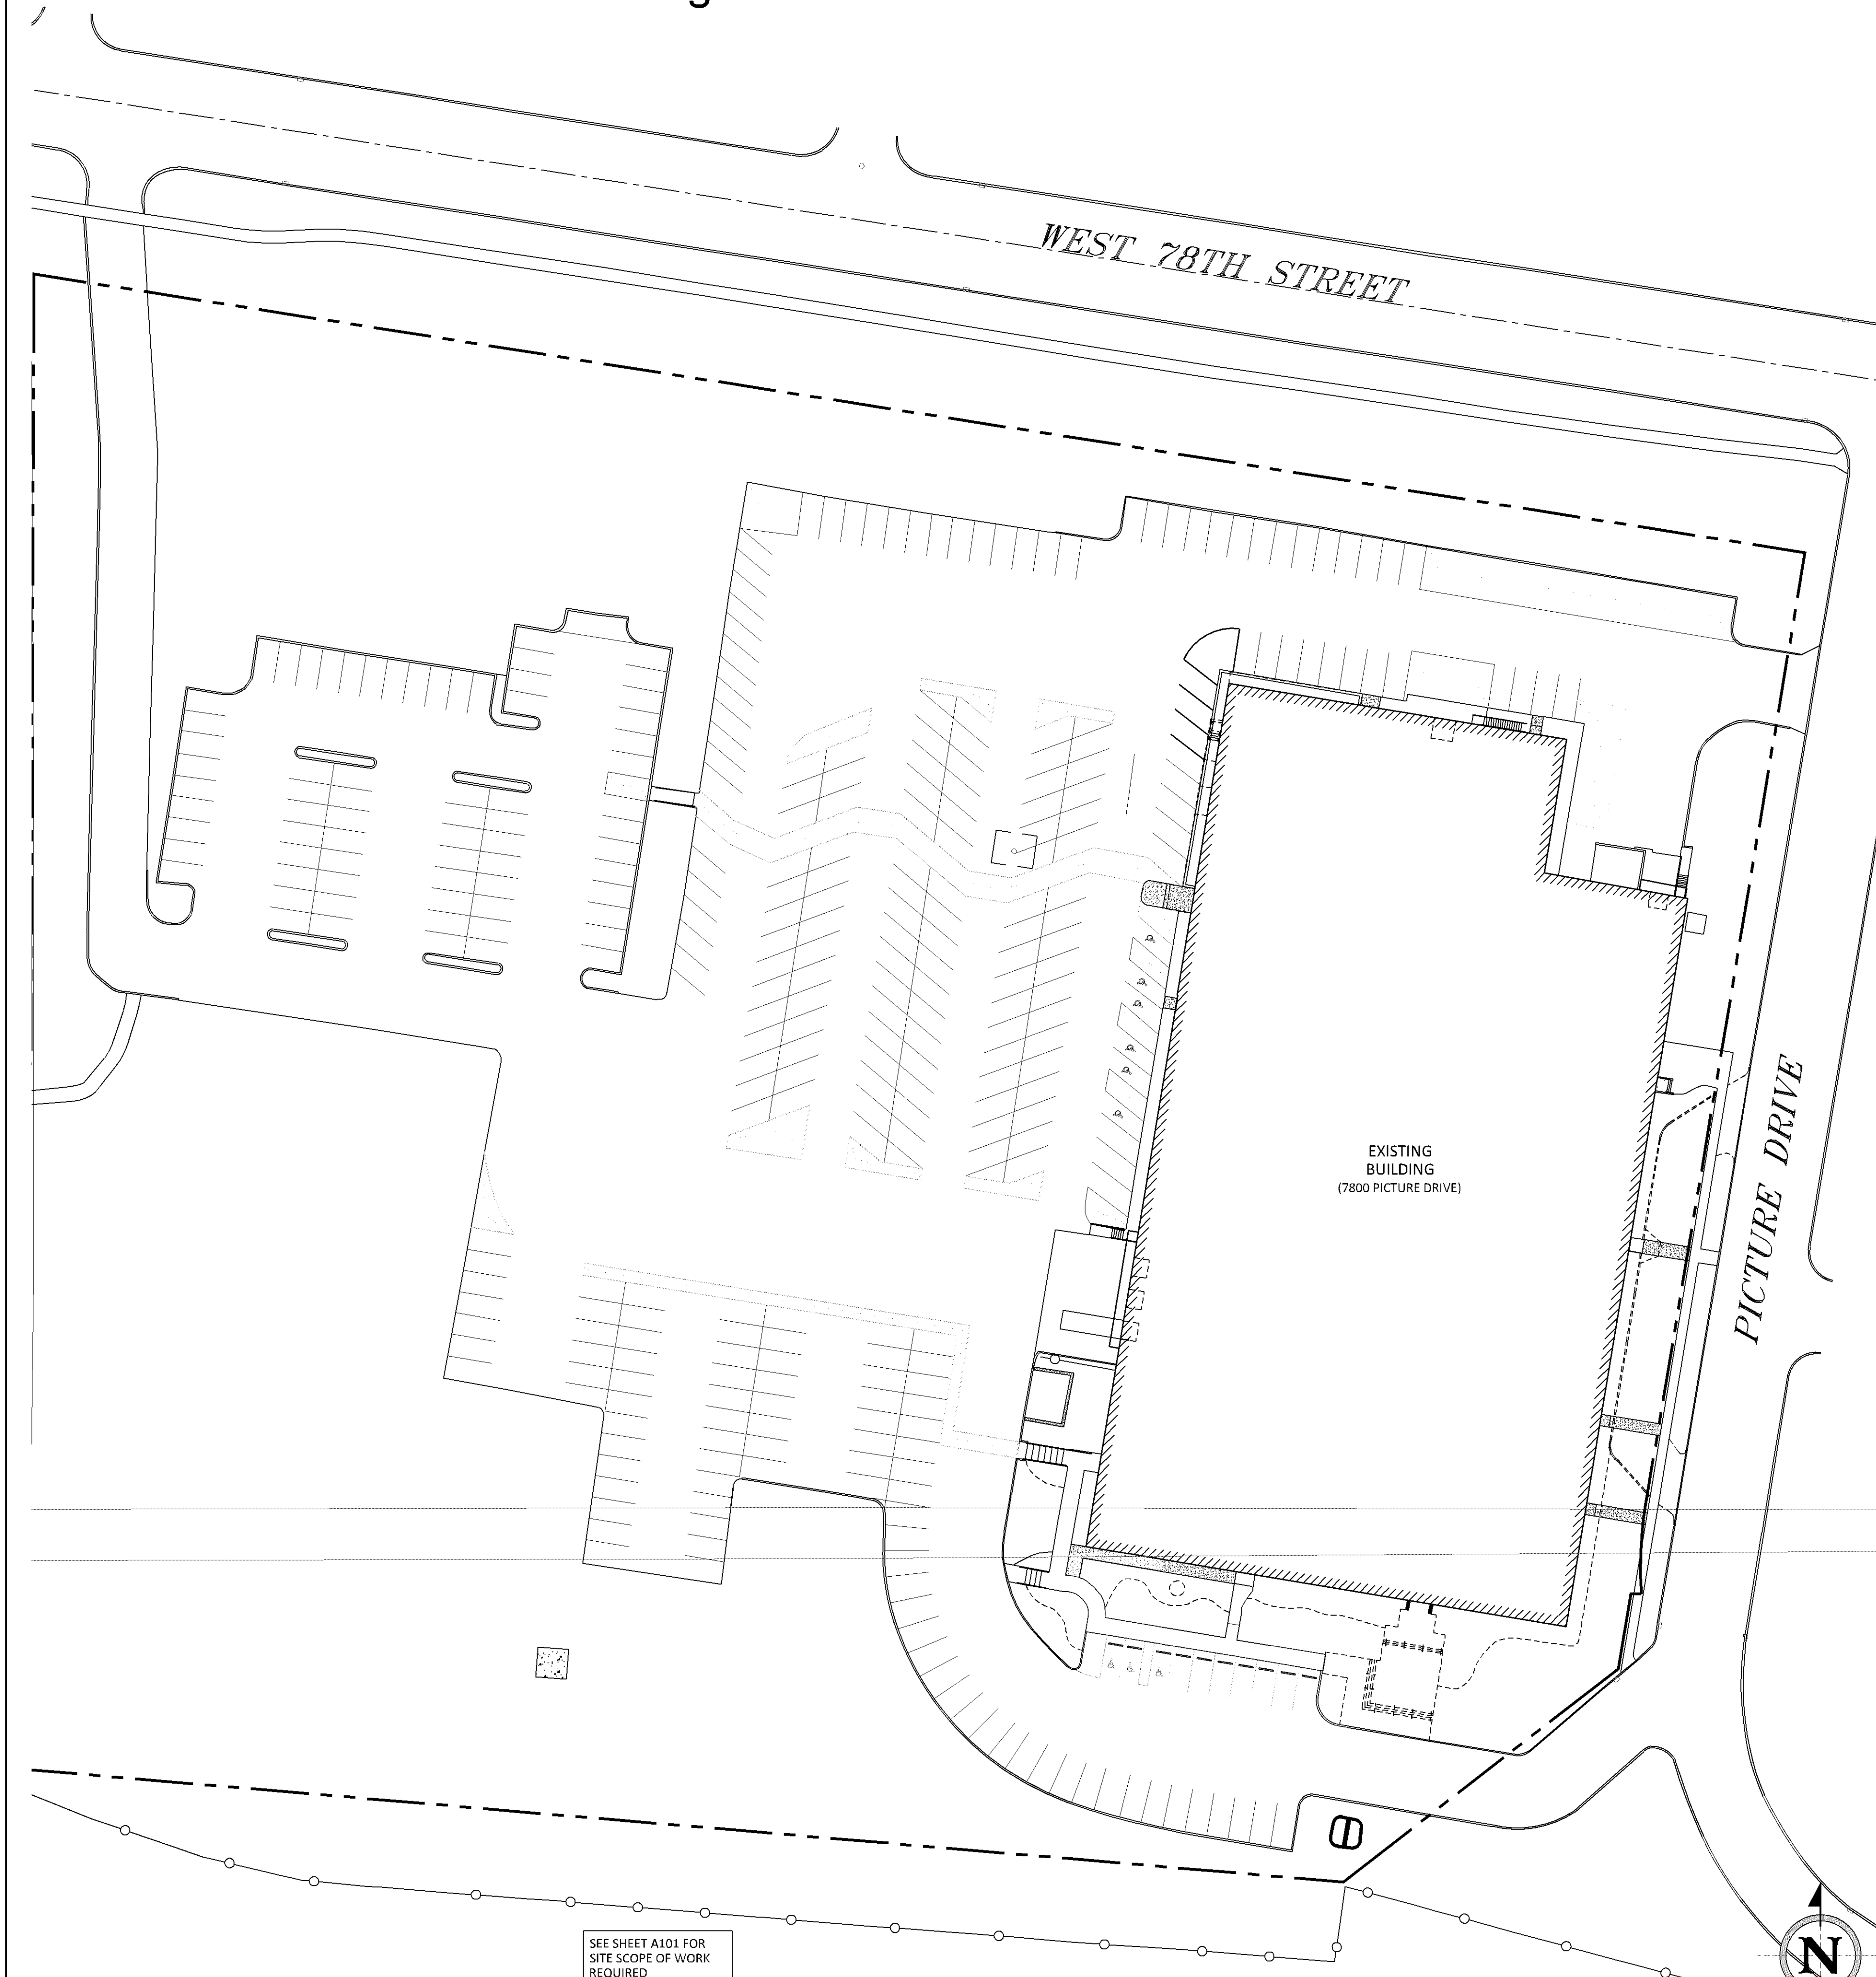 WEST 78TH STREET
EXISTING
BUILDING
(7800 PICTURE DRIVE)
PICTURE DRIVE
SEE SHEET A101 FOR
SITE SCOPE OF WORK
REQUIRED
N